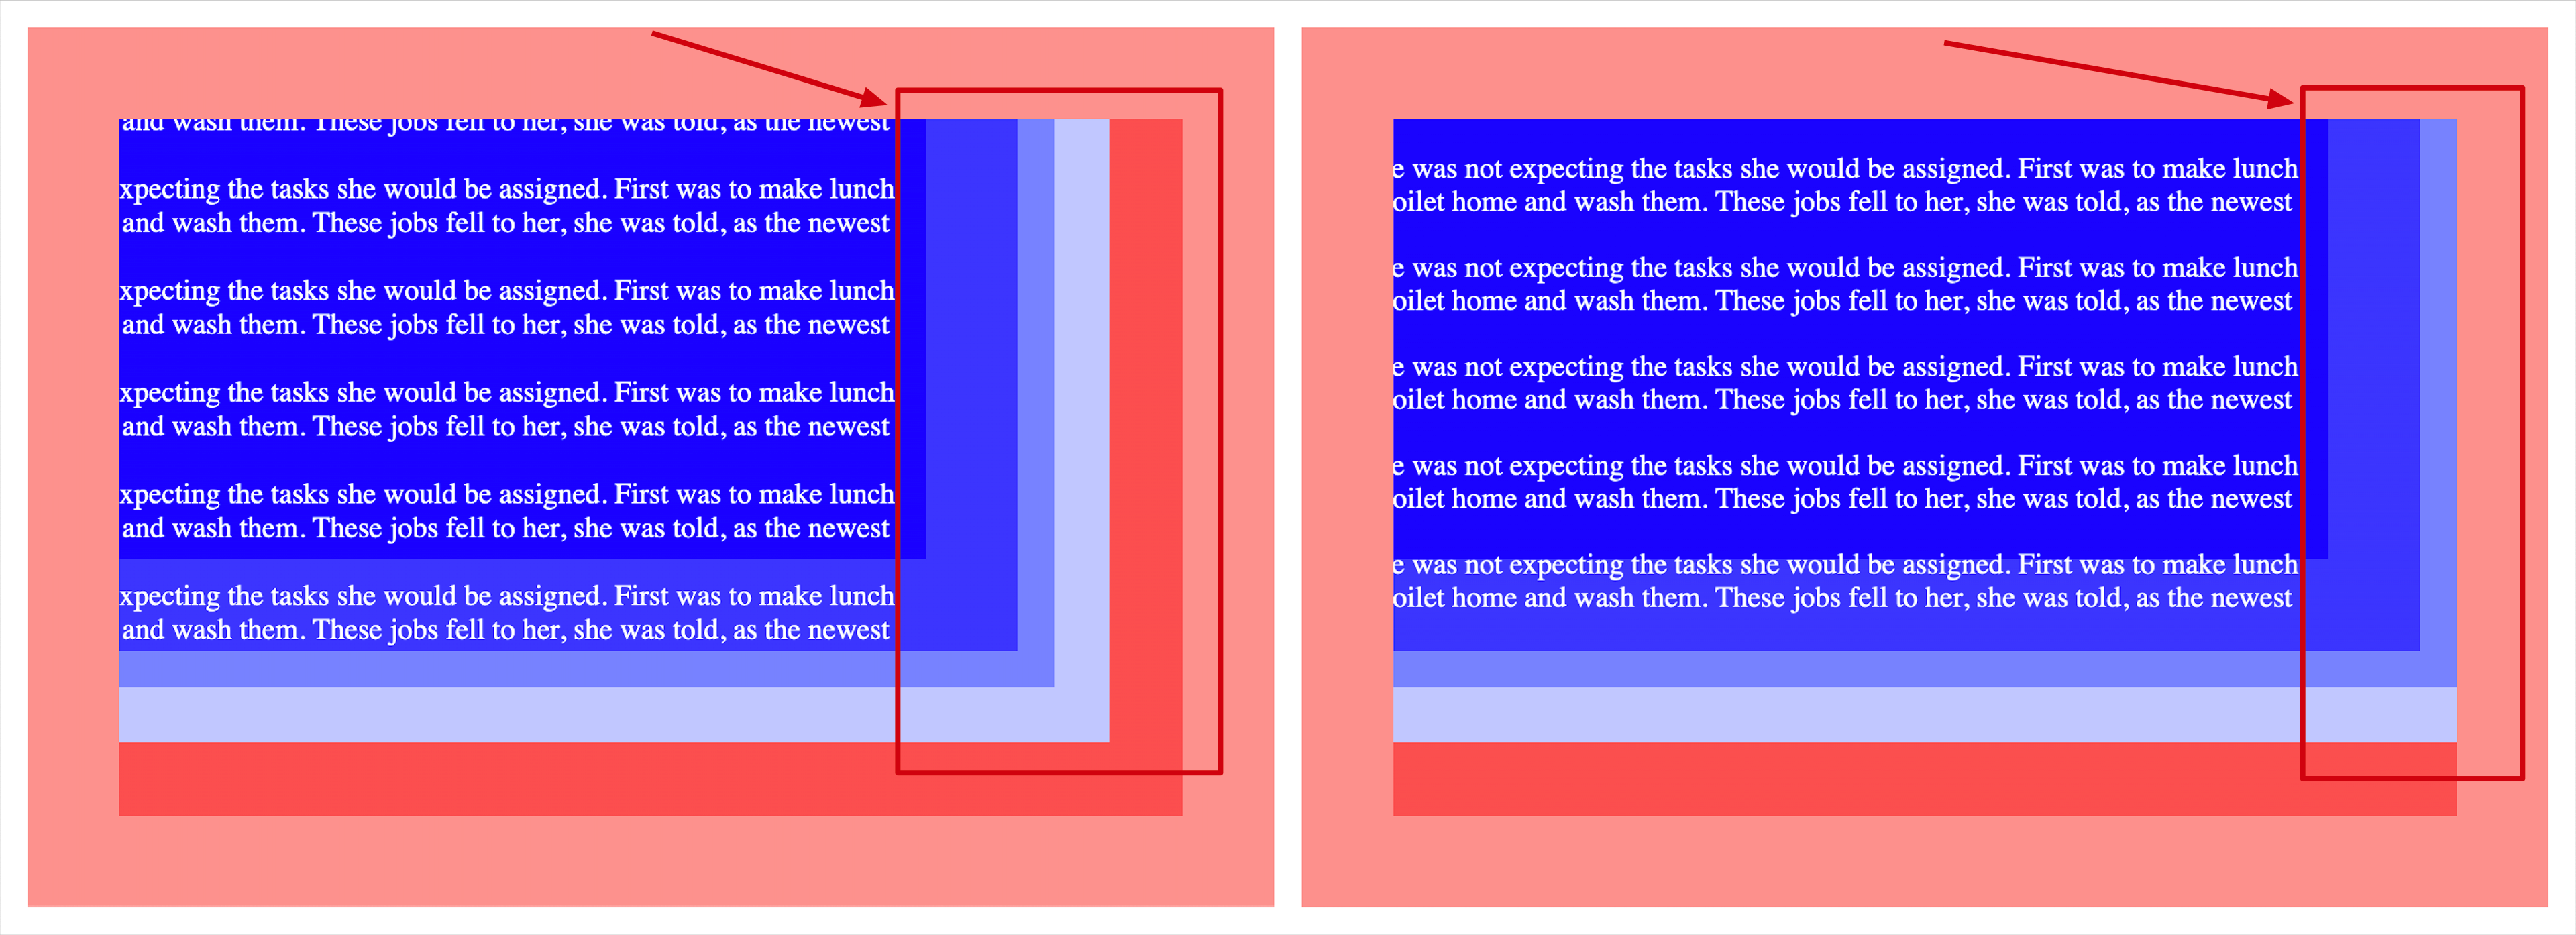 and wash them. These jobs fell to her, she was told, as the newest
xpecting the tasks she would be assigned. First was to make lunch
and wash them. These jobs fell to her, she was told, as the newest
xpecting the tasks she would be assigned. First was to make lunch
and wash them. These jobs fell to her, she was told, as the newest
xpecting the tasks she would be assigned. First was to make lunch
and wash them. These jobs fell to her, she was told, as the newest
xpecting the tasks she would be assigned. First was to make lunch
and wash them. These jobs fell to her, she was told, as the newest
xpecting the tasks she would be assigned. First was to make lunch
and wash them. These jobs fell to her, she was told, as the newest
e was not expecting the tasks she would be assigned. First was to make lunch
oilet home and wash them. These jobs fell to her, she was told, as the newest
e was not expecting the tasks she would be assigned. First was to make lunch
oilet home and wash them. These jobs fell to her, she was told, as the newest
e was not expecting the tasks she would be assigned. First was to make lunch
oilet home and wash them. These jobs fell to her, she was told, as the newest
e was not expecting the tasks she would be assigned. First was to make lunch
oilet home and wash them. These jobs fell to her, she was told, as the newest
e was not expecting the tasks she would be assigned. First was to make lunch
oilet home and wash them. These jobs fell to her, she was told, as the newest